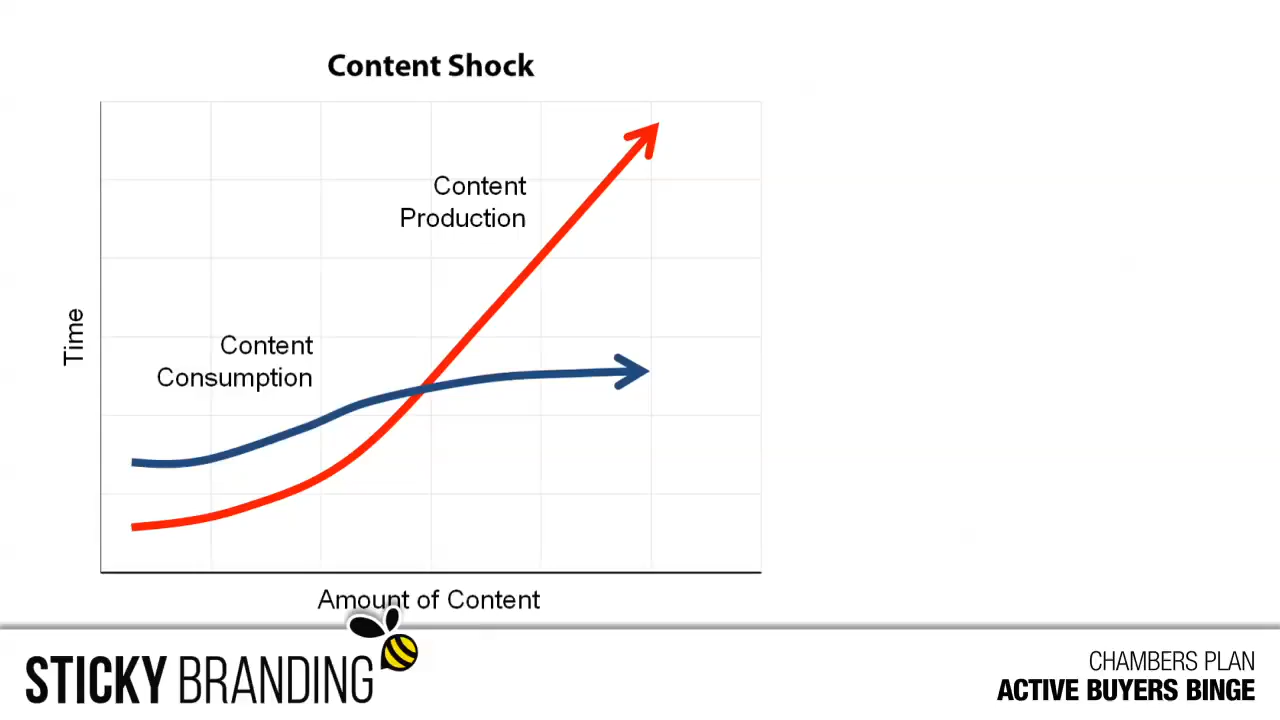 Content Shock
Content
Production
Time
Content
Consumption
Amount of Content
STICKY BRANDING
CHAMBERS PLAN
ACTIVE BUYERS BINGE